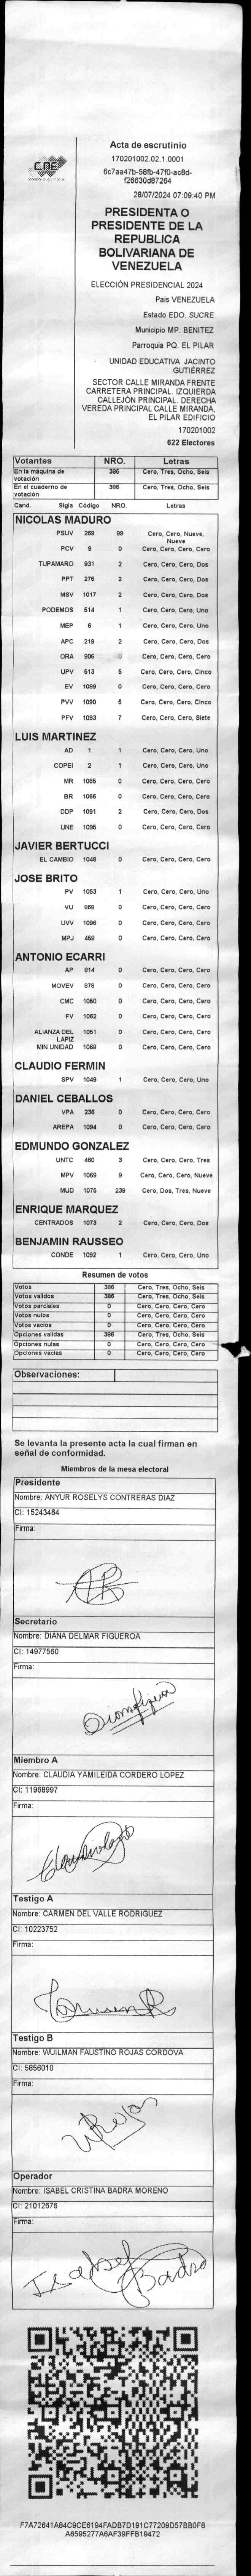 CNE
Acta de escrutinio
170201002.02.1.0001
6c7aa47b-58fb-47f0-ac8d-
f26630d87264
28/07/2024 07:09:40 PM
PRESIDENTA O
PRESIDENTE DE LA
REPUBLICA
BOLIVARIANA DE
VENEZUELA
ELECCIÓN PRESIDENCIAL 2024
Pais VENEZUELA
Estado EDO. SUCRE
Municipio MP. BENITEZ
Parroquia PQ. EL PILAR
UNIDAD EDUCATIVA JACINTO
GUTIÉRREZ
SECTOR CALLE MIRANDA FRENTE
CARRETERA PRINCIPAL. IZQUIERDA
CALLEJÓN PRINCIPAL. DERECHA
VEREDA PRINCIPAL CALLE MIRANDA.
EL PILAR EDIFICIO
170201002
622 Electores
Votantes NRO. Letras
En la máquina de votación 386 Cero, Tres, Ocho, Seis
En el cuaderno de votación 386 Cero, Tres, Ocho, Seis
Cand. Sigla Código NRO. Letras
NICOLAS MADURO
PSUV 269 99 Cero, Cero, Nueve, Nueve
PCV 9 0 Cero, Cero, Cero, Cero
TUPAMARO 931 2 Cero, Cero, Cero, Dos
PPT 276 2 Cero, Cero, Cero, Dos
MSV 1017 2 Cero, Cero, Cero, Dos
PODEMOS 514 1 Cero, Cero, Cero, Uno
MEP 6 1 Cero, Cero, Cero, Uno
APC 219 2 Cero, Cero, Cero, Dos
ORA 906 0 Cero, Cero, Cero, Cero
UPV 513 5 Cero, Cero, Cero, Cinco
EV 1089 0 Cero, Cero, Cero, Cero
PVV 1090 5 Cero, Cero, Cero, Cinco
PFV 1093 7 Cero, Cero, Cero, Siete
LUIS MARTINEZ
AD 1 1 Cero, Cero, Cero, Uno
COPEI 2 1 Cero, Cero, Cero, Uno
MR 1065 0 Cero, Cero, Cero, Cero
BR 1066 0 Cero, Cero, Cero, Cero
DDP 1091 2 Cero, Cero, Cero, Dos
UNE 1095 0 Cero, Cero, Cero, Cero
JAVIER BERTUCCI
EL CAMBIO 1048 0 Cero, Cero, Cero, Cero
JOSE BRITO
PV 1053 1 Cero, Cero, Cero, Uno
VU 868 0 Cero, Cero, Cero, Cero
UVV 1096 0 Cero, Cero, Cero, Cero
MPJ 458 0 Cero, Cero, Cero, Cero
ANTONIO ECARRI
AP 814 0 Cero, Cero, Cero, Cero
MOVEV 878 0 Cero, Cero, Cero, Cero
CMC 1050 0 Cero, Cero, Cero, Cero
FV 1062 0 Cero, Cero, Cero, Cero
ALIANZA DEL LAPIZ 1051 0 Cero, Cero, Cero, Cero
MIN UNIDAD 1068 0 Cero, Cero, Cero, Cero
CLAUDIO FERMIN
SPV 1049 1 Cero, Cero, Cero, Uno
DANIEL CEBALLOS
VPA 236 0 Cero, Cero, Cero, Cero
AREPA 1094 0 Cero, Cero, Cero, Cero
EDMUNDO GONZALEZ
UNTC 460 3 Cero, Cero, Cero, Tres
MPV 1069 9 Cero, Cero, Cero, Nueve
MUD 1075 239 Cero, Dos, Tres, Nueve
ENRIQUE MARQUEZ
CENTRADOS 1073 2 Cero, Cero, Cero, Dos
BENJAMIN RAUSSEO
CONDE 1092 1 Cero, Cero, Cero, Uno
Resumen de votos
Votos 386 Cero, Tres, Ocho, Seis
Votos validos 386 Cero, Tres, Ocho, Seis
Votos parciales 0 Cero, Cero, Cero, Cero
Votos nulos 0 Cero, Cero, Cero, Cero
Votos vacios 0 Cero, Cero, Cero, Cero
Opciones validas 386 Cero, Tres, Ocho, Seis
Opciones nulas 0 Cero, Cero, Cero, Cero
Opciones vacias 0 Cero, Cero, Cero, Cero
Observaciones:
Se levanta la presente acta la cual firman en
señal de conformidad.
Miembros de la mesa electoral
Presidente
Nombre: ANYUR ROSELYS CONTRERAS DIAZ
CI: 15243464
Firma:
Secretario
Nombre: DIANA DELMAR FIGUEROA
CI: 14977560
Firma:
Miembro A
Nombre: CLAUDIA YAMILEIDA CORDERO LOPEZ
CI: 11968997
Firma:
Testigo A
Nombre: CARMEN DEL VALLE RODRIGUEZ
CI: 10223752
Firma:
Testigo B
Nombre: WUILMAN FAUSTINO ROJAS CORDOVA
CI: 5856010
Firma:
Operador
Nombre: ISABEL CRISTINA BADRA MORENO
CI: 21012676
Firma:
Isabel Badra
F7A72641A84C9CE6194FADB7D191C77209D57BB0F8
A6595277A6AF39FFB19472